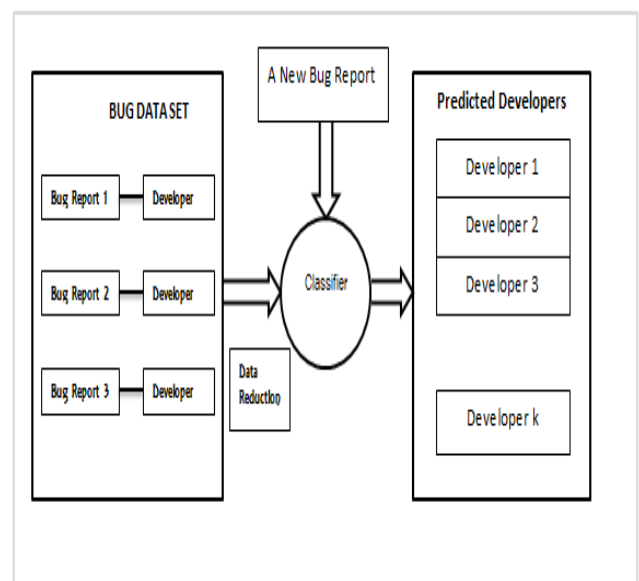 A New Bug Report
BUG DATA SET
Bug Report 1
Developer
Bug Report 2
Developer
Bug Report 3
Developer
Classifier
Data
Reduction
Predicted Developers
Developer 1
Developer 2
Developer 3
Developer k